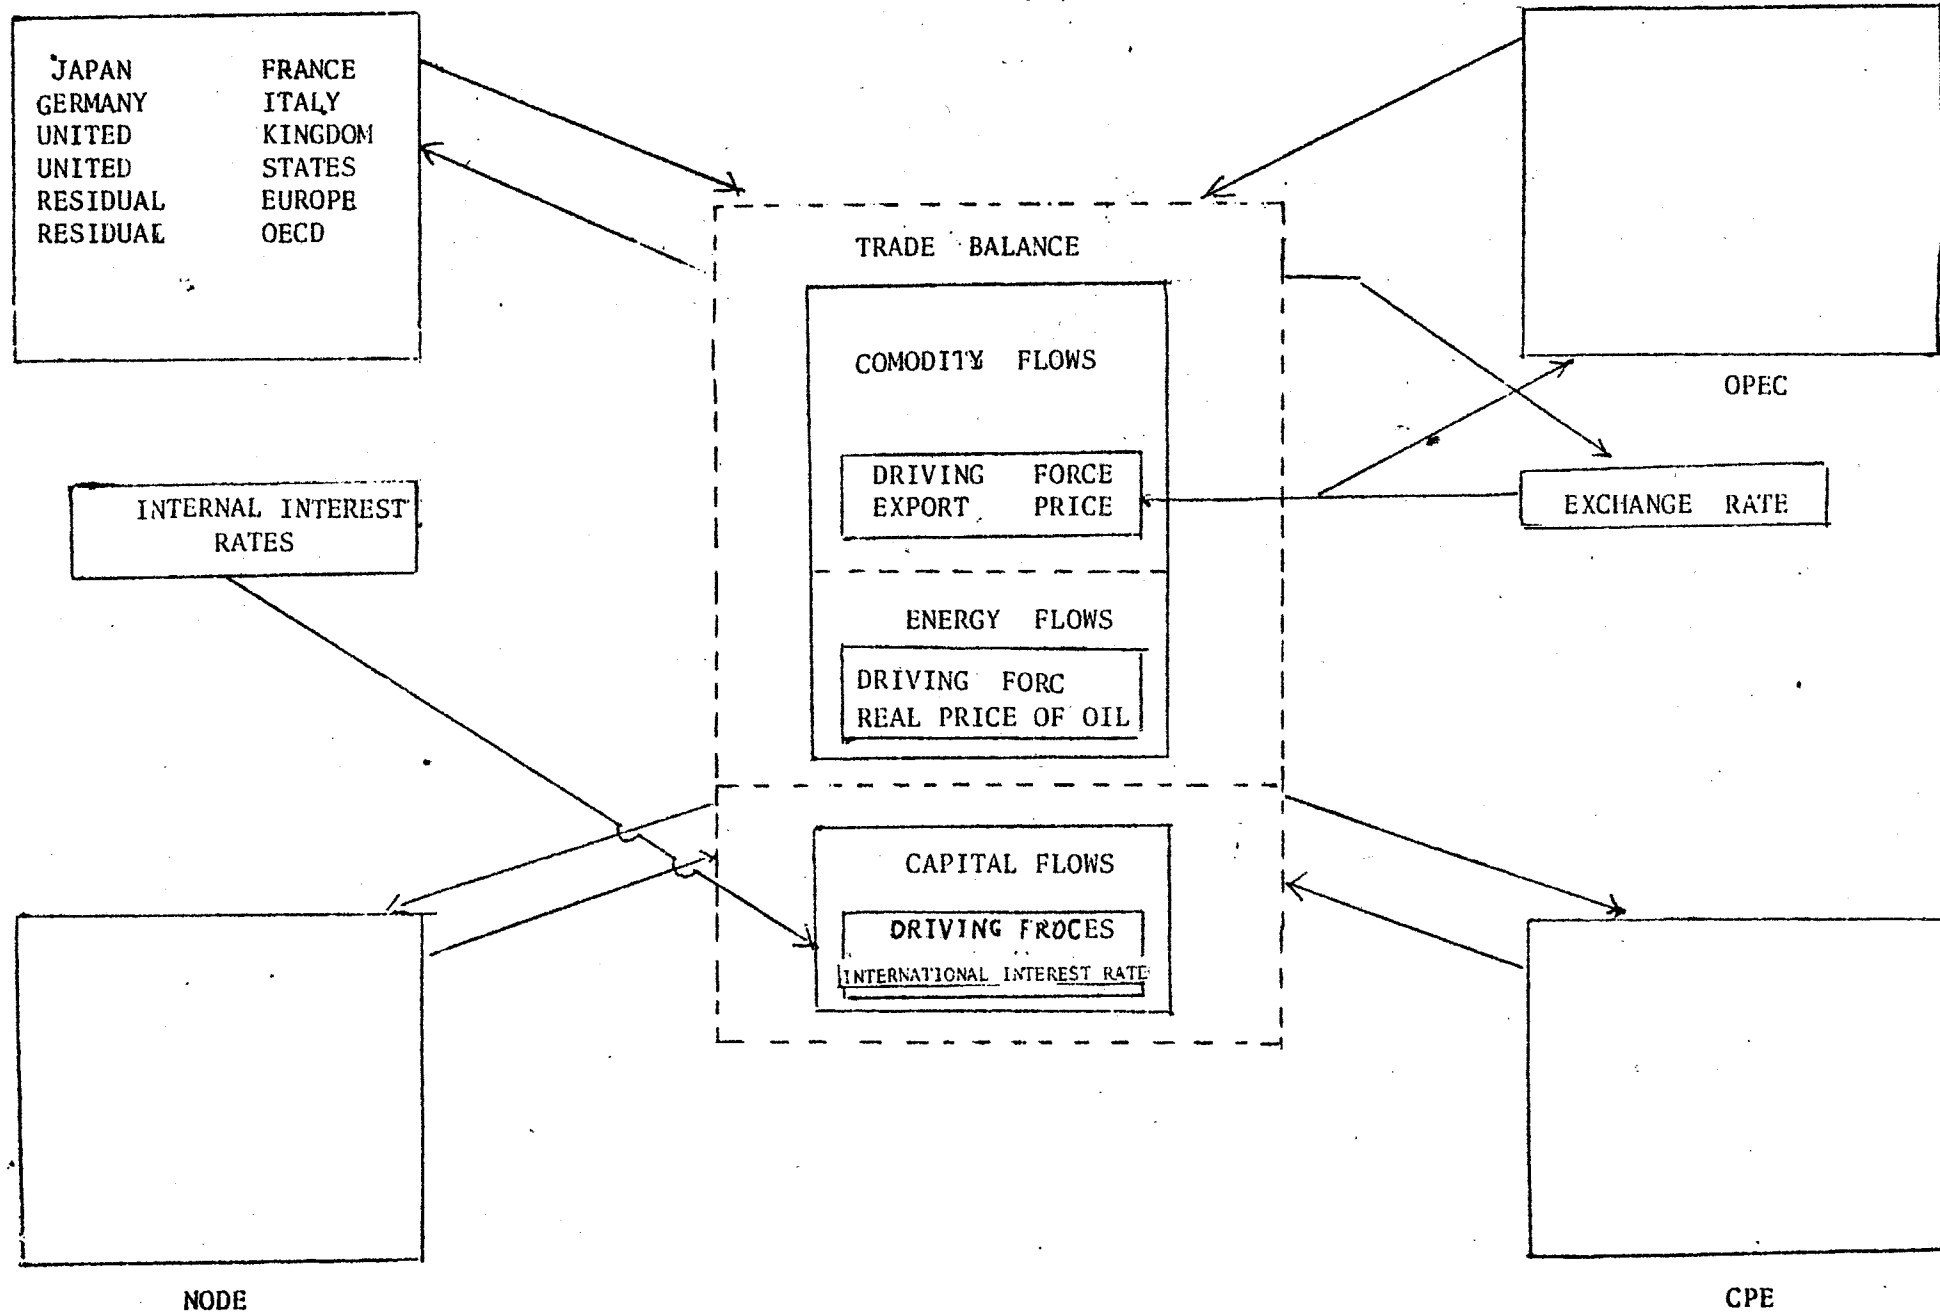 JAPAN FRANCE
GERMANY ITALY
UNITED KINGDOM
UNITED STATES
RESIDUAL EUROPE
RESIDUAL OECD
TRADE BALANCE
COMODITY FLOWS
DRIVING FORCE
EXPORT PRICE
ENERGY FLOWS
DRIVING FORC
REAL PRICE OF OIL
CAPITAL FLOWS
DRIVING FROCES
INTERNATIONAL INTEREST RATE
INTERNAL INTEREST
RATES
OPEC
EXCHANGE RATE
NODE
CPE